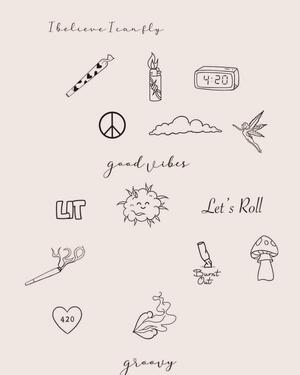 I believe I can fly
4:20
good vibes
LIT
Let's Roll
420
Burnt
Out
420
groovy